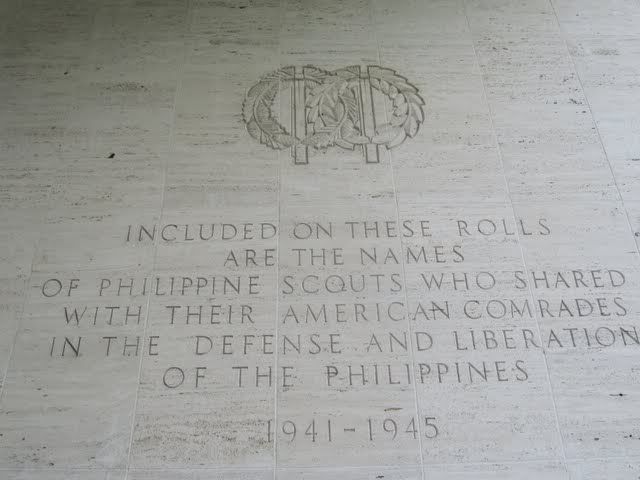 INCLUDED ON THESE ROLLS
ARE THE NAMES
OF PHILIPPINE SCOUTS WHO SHARED
WITH THEIR AMERICAN COMRADES
IN THE DEFENSE AND LIBERATION
OF THE PHILIPPINES
1941-1945